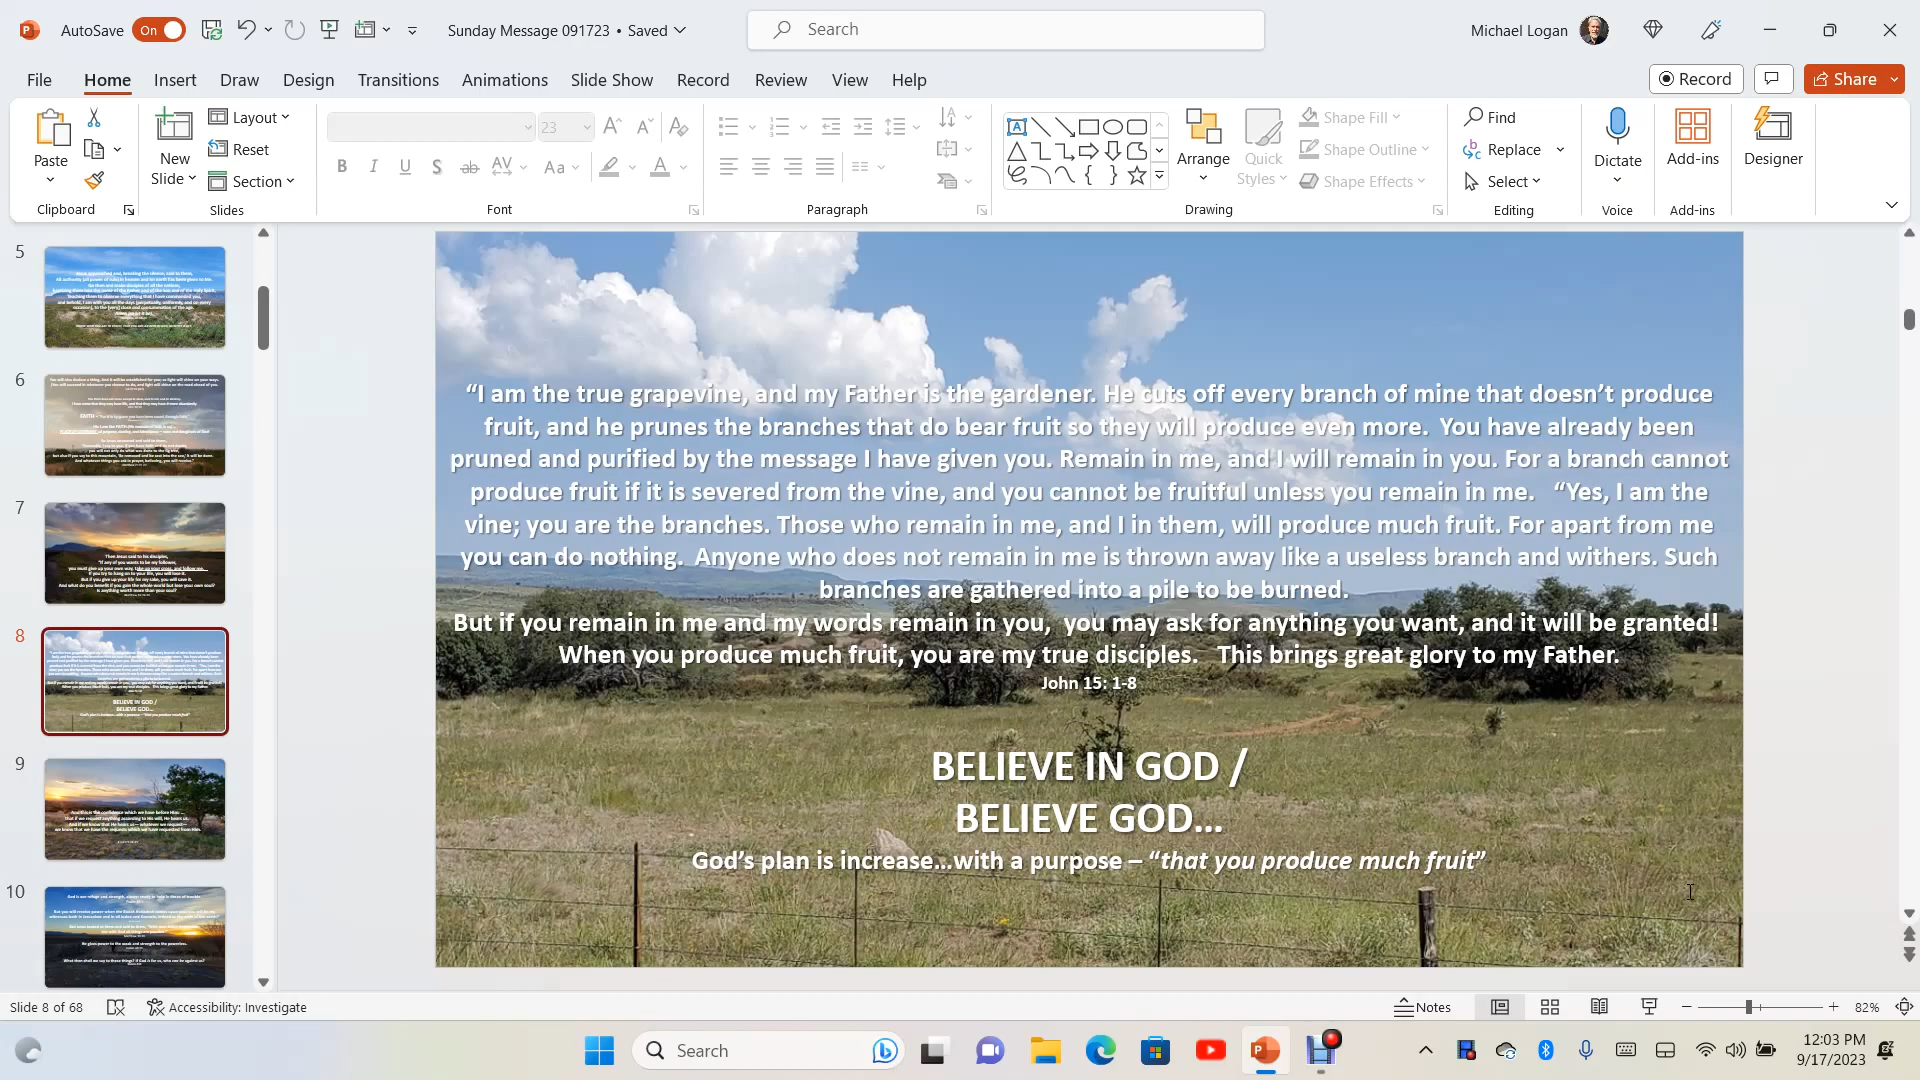 AutoSave On Sunday Message 091723 • Saved Search Michael Logan
File Home Insert Draw Design Transitions Animations Slide Show Record Review View Help Record Share
Paste
Clipboard
New Slide
Layout
Reset
Section
Slides
23
B I U S ab AV Aa A
Font
Paragraph
Arrange
Quick Styles
Shape Fill
Shape Outline
Shape Effects
Drawing
Find
Replace
Select
Editing
Dictate
Voice
Add-ins
Add-ins
Designer
5
6
7
8
9
10
“I am the true grapevine, and my Father is the gardener. He cuts off every branch of mine that doesn’t produce
fruit, and he prunes the branches that do bear fruit so they will produce even more. You have already been
pruned and purified by the message I have given you. Remain in me, and I will remain in you. For a branch cannot
produce fruit if it is severed from the vine, and you cannot be fruitful unless you remain in me. “Yes, I am the
vine; you are the branches. Those who remain in me, and I in them, will produce much fruit. For apart from me
you can do nothing. Anyone who does not remain in me is thrown away like a useless branch and withers. Such
branches are gathered into a pile to be burned.
But if you remain in me and my words remain in you, you may ask for anything you want, and it will be granted!
When you produce much fruit, you are my true disciples. This brings great glory to my Father.
John 15: 1-8
BELIEVE IN GOD /
BELIEVE GOD...
God’s plan is increase...with a purpose – “that you produce much fruit”
Slide 8 of 68 Accessibility: Investigate Notes 82%
Search 12:03 PM
9/17/2023